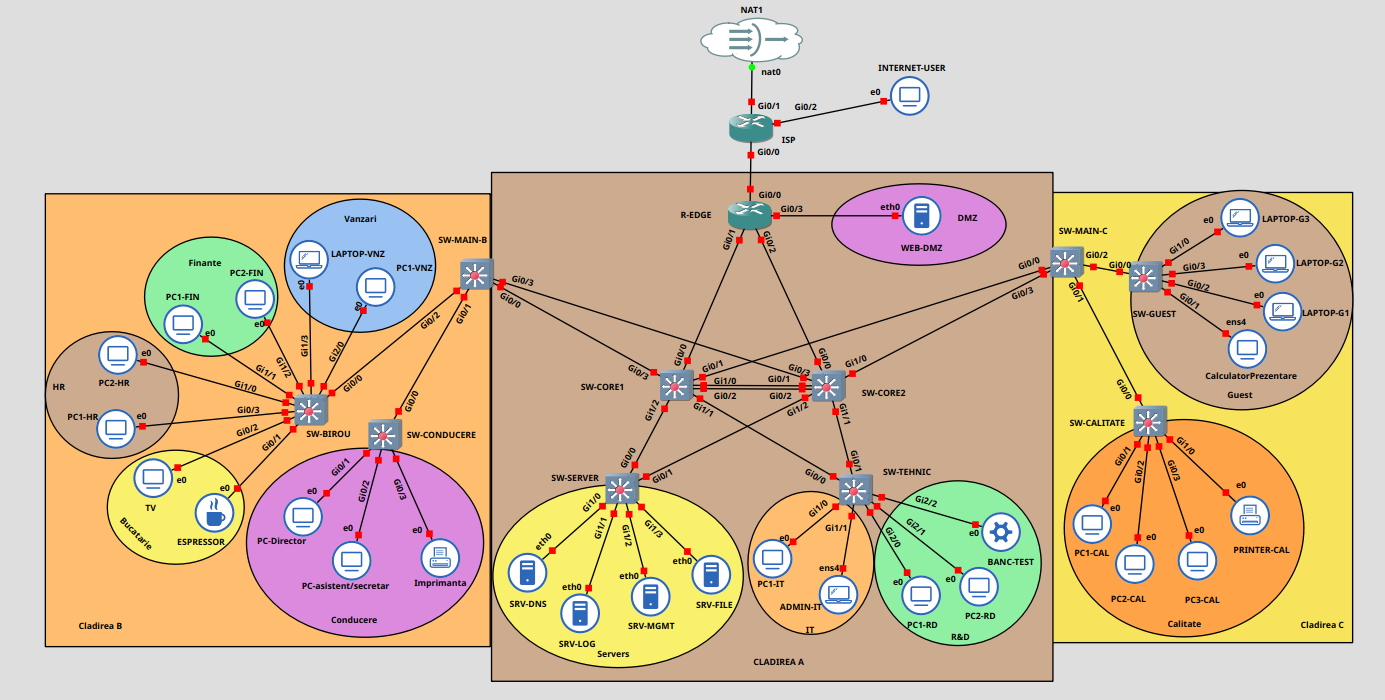 NAT1
nat0
INTERNET-USER
e0
Gi0/1
Gi0/2
ISP
Gi0/0
Gi0/0
R-EDGE
Gi0/3
eth0
DMZ
WEB-DMZ
Gi0/1
Gi0/2
Vanzari
LAPTOP-VNZ
PC1-VNZ
e0
e0
SW-MAIN-B
Gi0/3
Gi0/0
Gi0/2
Gi0/1
Finante
PC2-FIN
PC1-FIN
e0
e0
HR
PC2-HR
e0
PC1-HR
e0
Gi1/3
Gi2/0
Gi1/2
Gi1/1
Gi1/0
Gi0/3
Gi0/2
Gi0/1
Gi0/0
SW-BIROU
Gi0/0
SW-CONDUCERE
TV
e0
e0
ESPRESSOR
Bucatarie
Gi0/1
Gi0/2
Gi0/3
e0
PC-Director
e0
PC-asistent/secretar
e0
Imprimanta
Conducere
Cladirea B
SW-CORE1
Gi0/3
Gi0/0
Gi0/1
Gi1/0
Gi0/2
Gi1/1
Gi1/2
SW-CORE2
Gi0/0
Gi0/3
Gi0/1
Gi0/2
Gi1/2
Gi1/0
Gi1/1
SW-SERVER
Gi0/0
Gi0/1
Gi1/0
Gi1/1
Gi1/2
Gi1/3
eth0
SRV-DNS
eth0
SRV-LOG
eth0
SRV-MGMT
eth0
SRV-FILE
Servers
SW-TEHNIC
Gi0/0
Gi0/1
Gi1/0
Gi1/1
Gi2/0
Gi2/1
Gi2/2
e0
PC1-IT
ens4
ADMIN-IT
IT
e0
PC1-RD
e0
PC2-RD
e0
BANC-TEST
R&D
CLADIREA A
SW-MAIN-C
Gi0/0
Gi0/3
Gi0/2
Gi0/1
Gi0/0
SW-GUEST
Gi1/0
Gi0/3
Gi0/2
Gi0/1
e0
LAPTOP-G3
e0
LAPTOP-G2
e0
LAPTOP-G1
ens4
CalculatorPrezentare
Guest
Gi0/0
SW-CALITATE
Gi0/1
Gi0/2
Gi0/3
Gi1/0
e0
PC1-CAL
e0
PC2-CAL
e0
PC3-CAL
e0
PRINTER-CAL
Calitate
Cladirea C